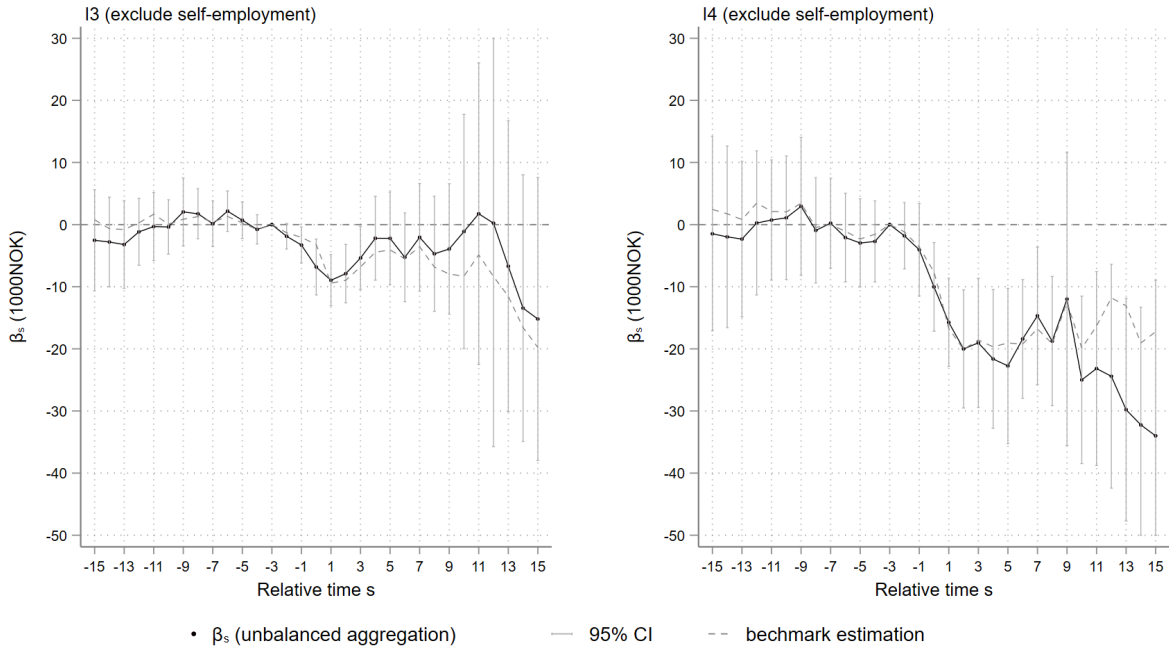 I3 (exclude self-employment)
30
20
10
0
-10
-20
-30
-40
-50
βₛ (1000NOK)
-15 -13 -11 -9 -7 -5 -3 -1 1 3 5 7 9 11 13 15
Relative time s
I4 (exclude self-employment)
30
20
10
0
-10
-20
-30
-40
-50
βₛ (1000NOK)
-15 -13 -11 -9 -7 -5 -3 -1 1 3 5 7 9 11 13 15
Relative time s
βₛ (unbalanced aggregation) 95% CI bechmark estimation